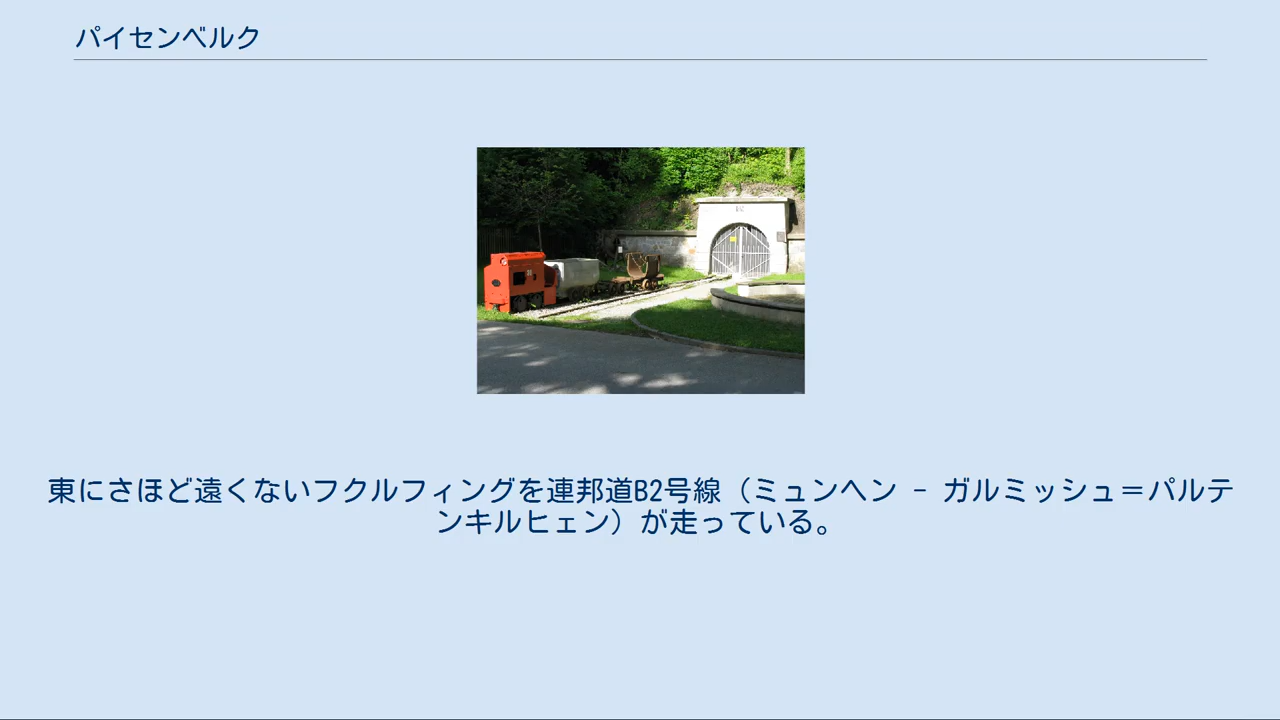 パイセンベルク
東にさほど遠くないフクルフィングを連邦道B2号線（ミュンヘン - ガルミッシュ＝パルテ
ンキルヒェン）が走っている。